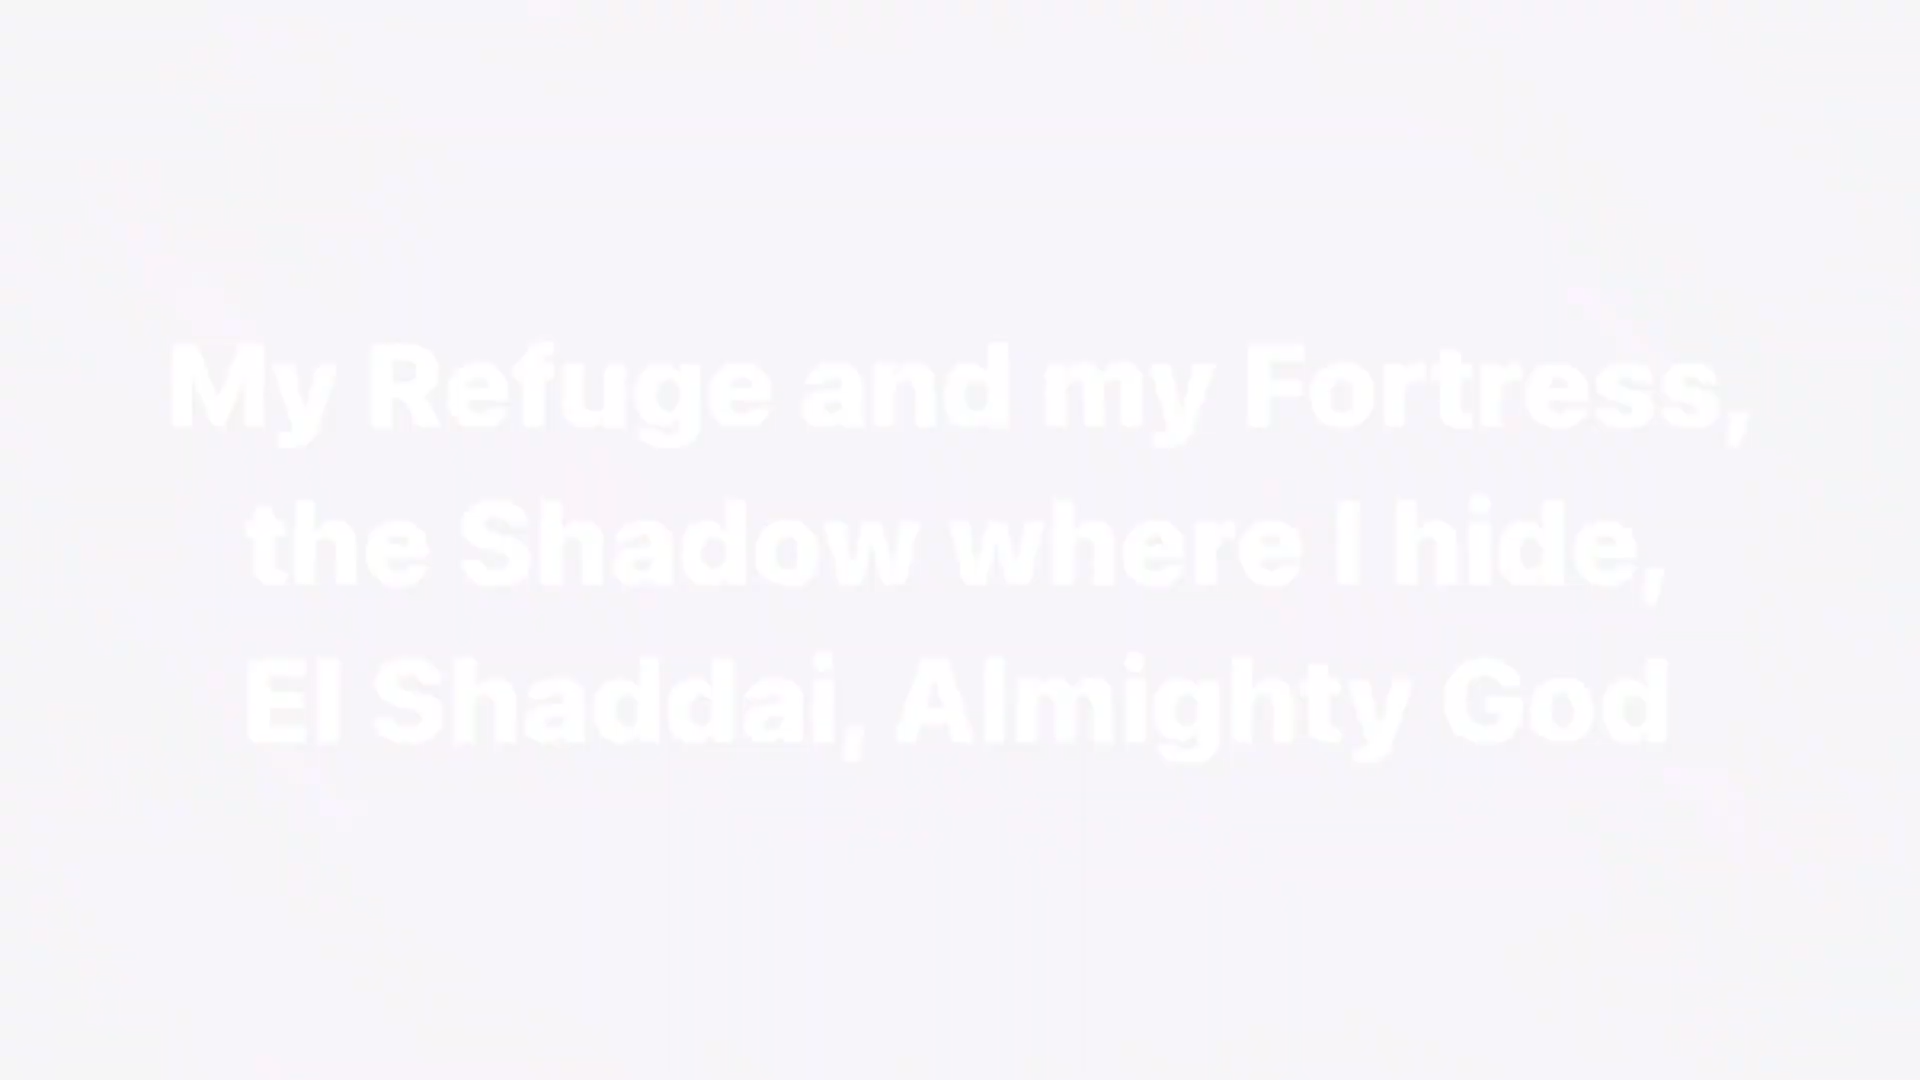 My Refuge and my Fortress,
the Shadow where I hide,
El Shaddai, Almighty God